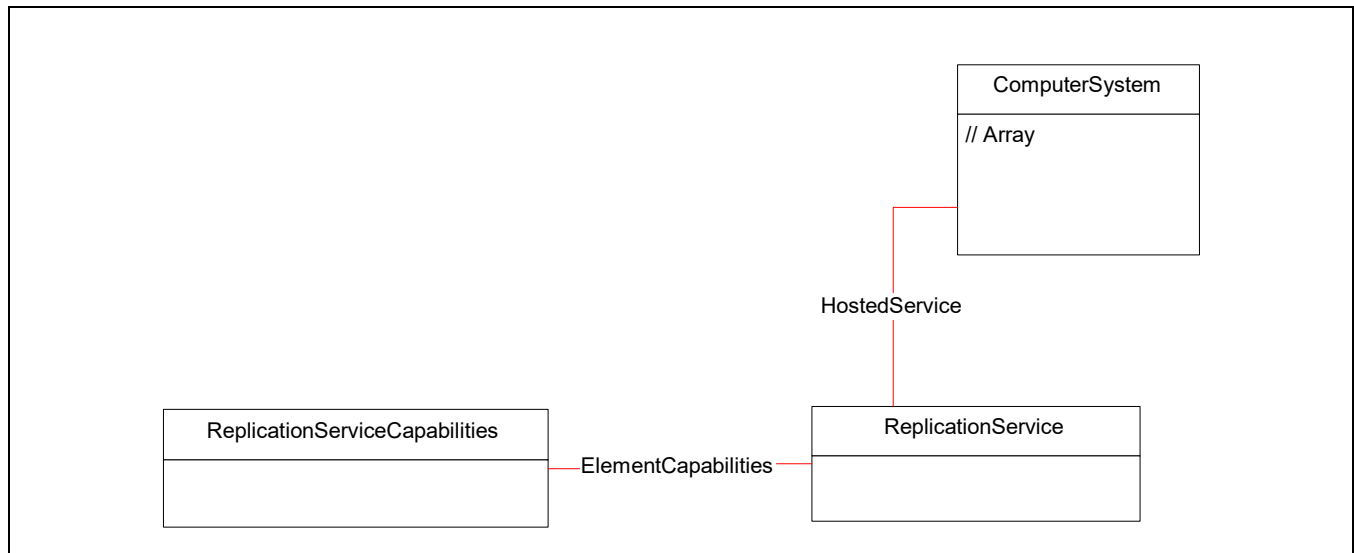 ComputerSystem
// Array
HostedService
ReplicationServiceCapabilities
ElementCapabilities
ReplicationService